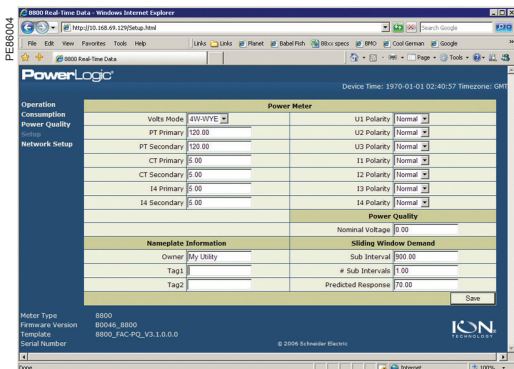 PE86004
8800 Real-Time Data - Windows Internet Explorer
http://10.168.69.129/Setup.html
Search Google
File Edit View Favorites Tools Help
Links Links Planet Babel Fish 88xx specs BMO Cool German Google
8800 Real-Time Data
Page Tools
PowerLogic
Device Time: 1970-01-01 02:40:57 Timezone: GMT
Operation
Consumption
Power Quality
Setup
Network Setup
Power Meter
Volts Mode 4W-WYE U1 Polarity Normal
PT Primary 120.00 U2 Polarity Normal
PT Secondary 120.00 U3 Polarity Normal
CT Primary 5.00 I1 Polarity Normal
CT Secondary 5.00 I2 Polarity Normal
I4 Primary 5.00 I3 Polarity Normal
I4 Secondary 5.00 I4 Polarity Normal
Power Quality
Nominal Voltage 0.00
Nameplate Information Sliding Window Demand
Owner My Utility Sub Interval 900.00
Tag1 # Sub Intervals 1.00
Tag2 Predicted Response 70.00
Save
Meter Type 8800
Firmware Version B0046_8800
Template 8800_FAC-PQ_V3.1.0.0.0
Serial Number
© 2006 Schneider Electric
ION
TECHNOLOGY
Done Internet 100%